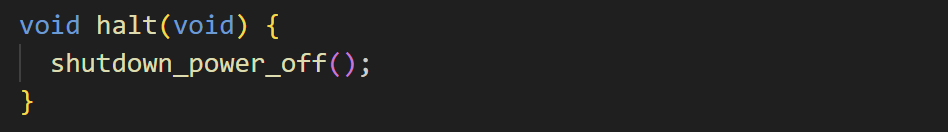 void halt(void) {
  shutdown_power_off();
}